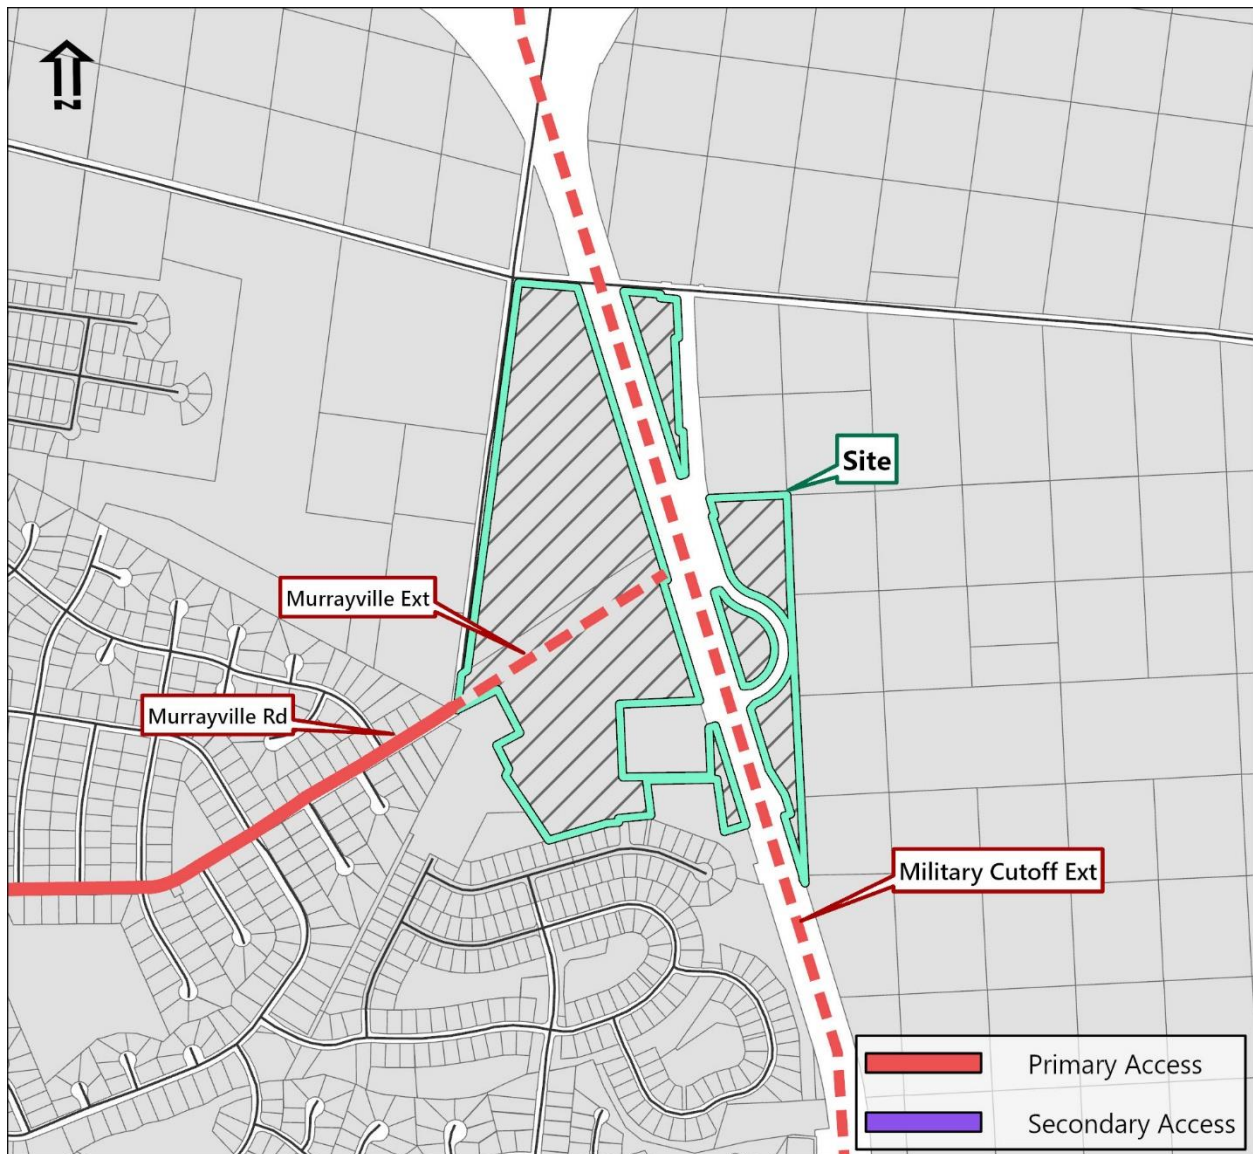 N
Site
Murrayville Ext
Murrayville Rd
Military Cutoff Ext
Primary Access
Secondary Access